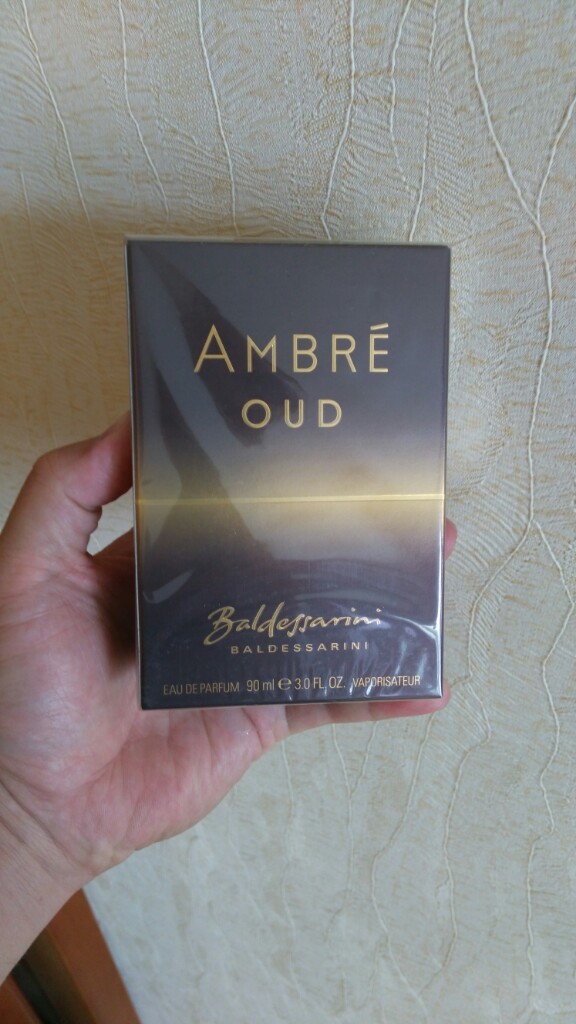 AMBRÉ
OUD
Baldessarini
BALDESSARINI
EAU DE PARFUM 90 ml ℮ 3.0 FL. OZ. VAPORISATEUR